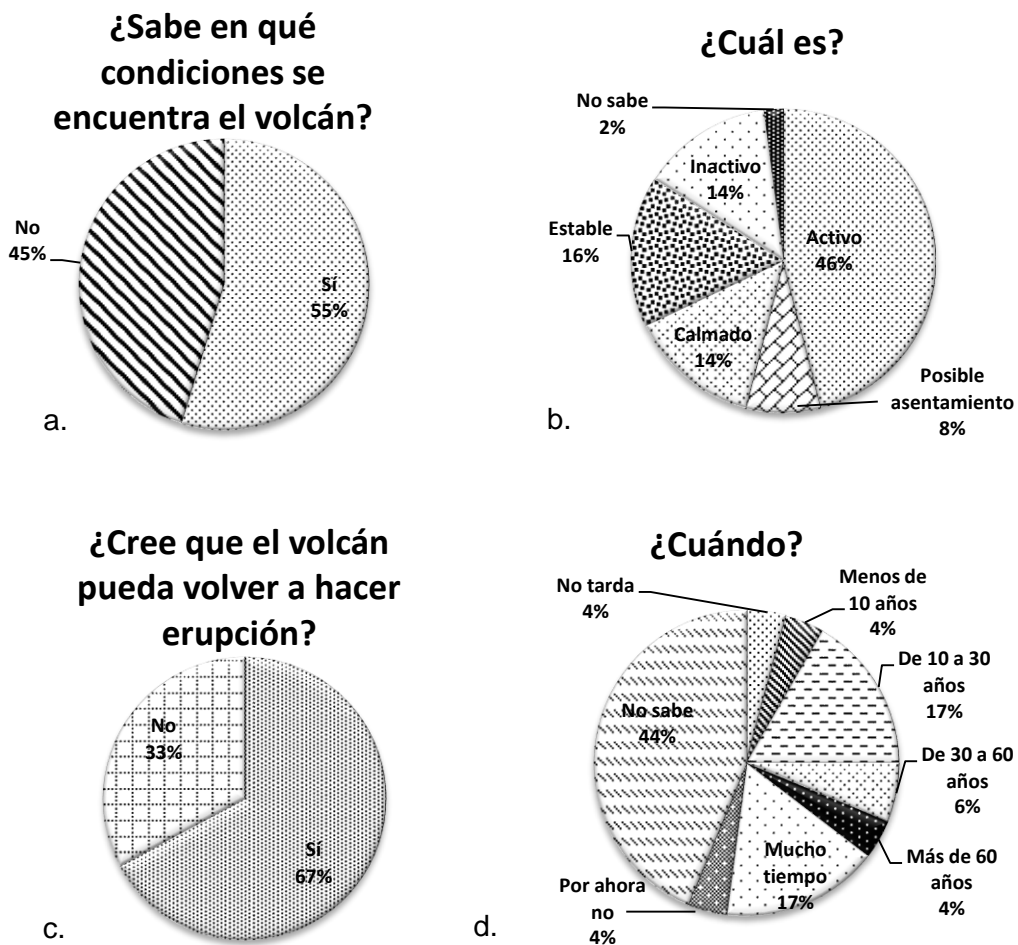 ¿Sabe en qué
condiciones se
encuentra el volcán?
No
45%
Sí
55%
a.
¿Cuál es?
No sabe
2%
Inactivo
14%
Activo
46%
Estable
16%
Calmado
14%
Posible
asentamiento
8%
b.
¿Cree que el volcán
pueda volver a hacer
erupción?
No
33%
Sí
67%
c.
¿Cuándo?
No tarda
4%
Menos de
10 años
4%
De 10 a 30
años
17%
No sabe
44%
De 30 a 60
años
6%
Más de 60
años
4%
Mucho
tiempo
17%
Por ahora
no
4%
d.